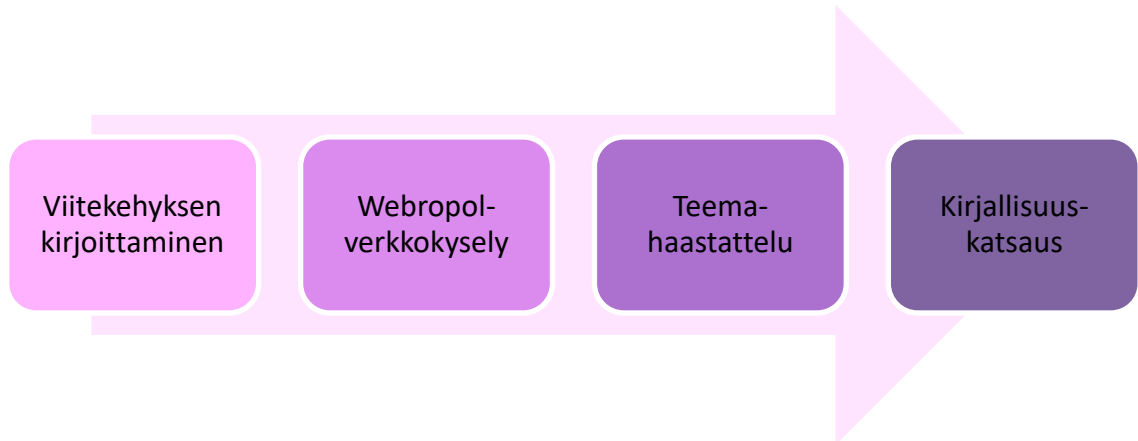 Viitekehyksen
kirjoittaminen
Webropol-
verkkokysely
Teema-
haastattelu
Kirjallisuus-
katsaus